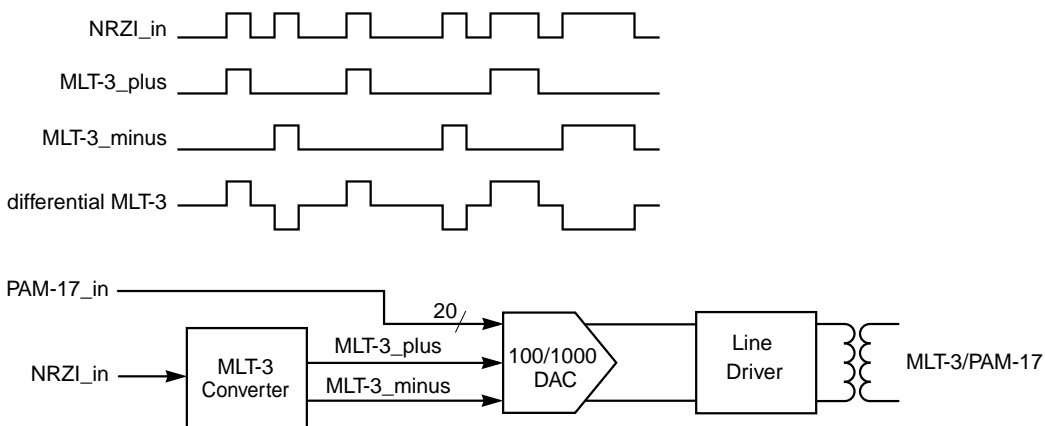 NRZI_in
MLT-3_plus
MLT-3_minus
differential MLT-3
PAM-17_in
20
NRZI_in
MLT-3
Converter
MLT-3_plus
MLT-3_minus
100/1000
DAC
Line
Driver
MLT-3/PAM-17